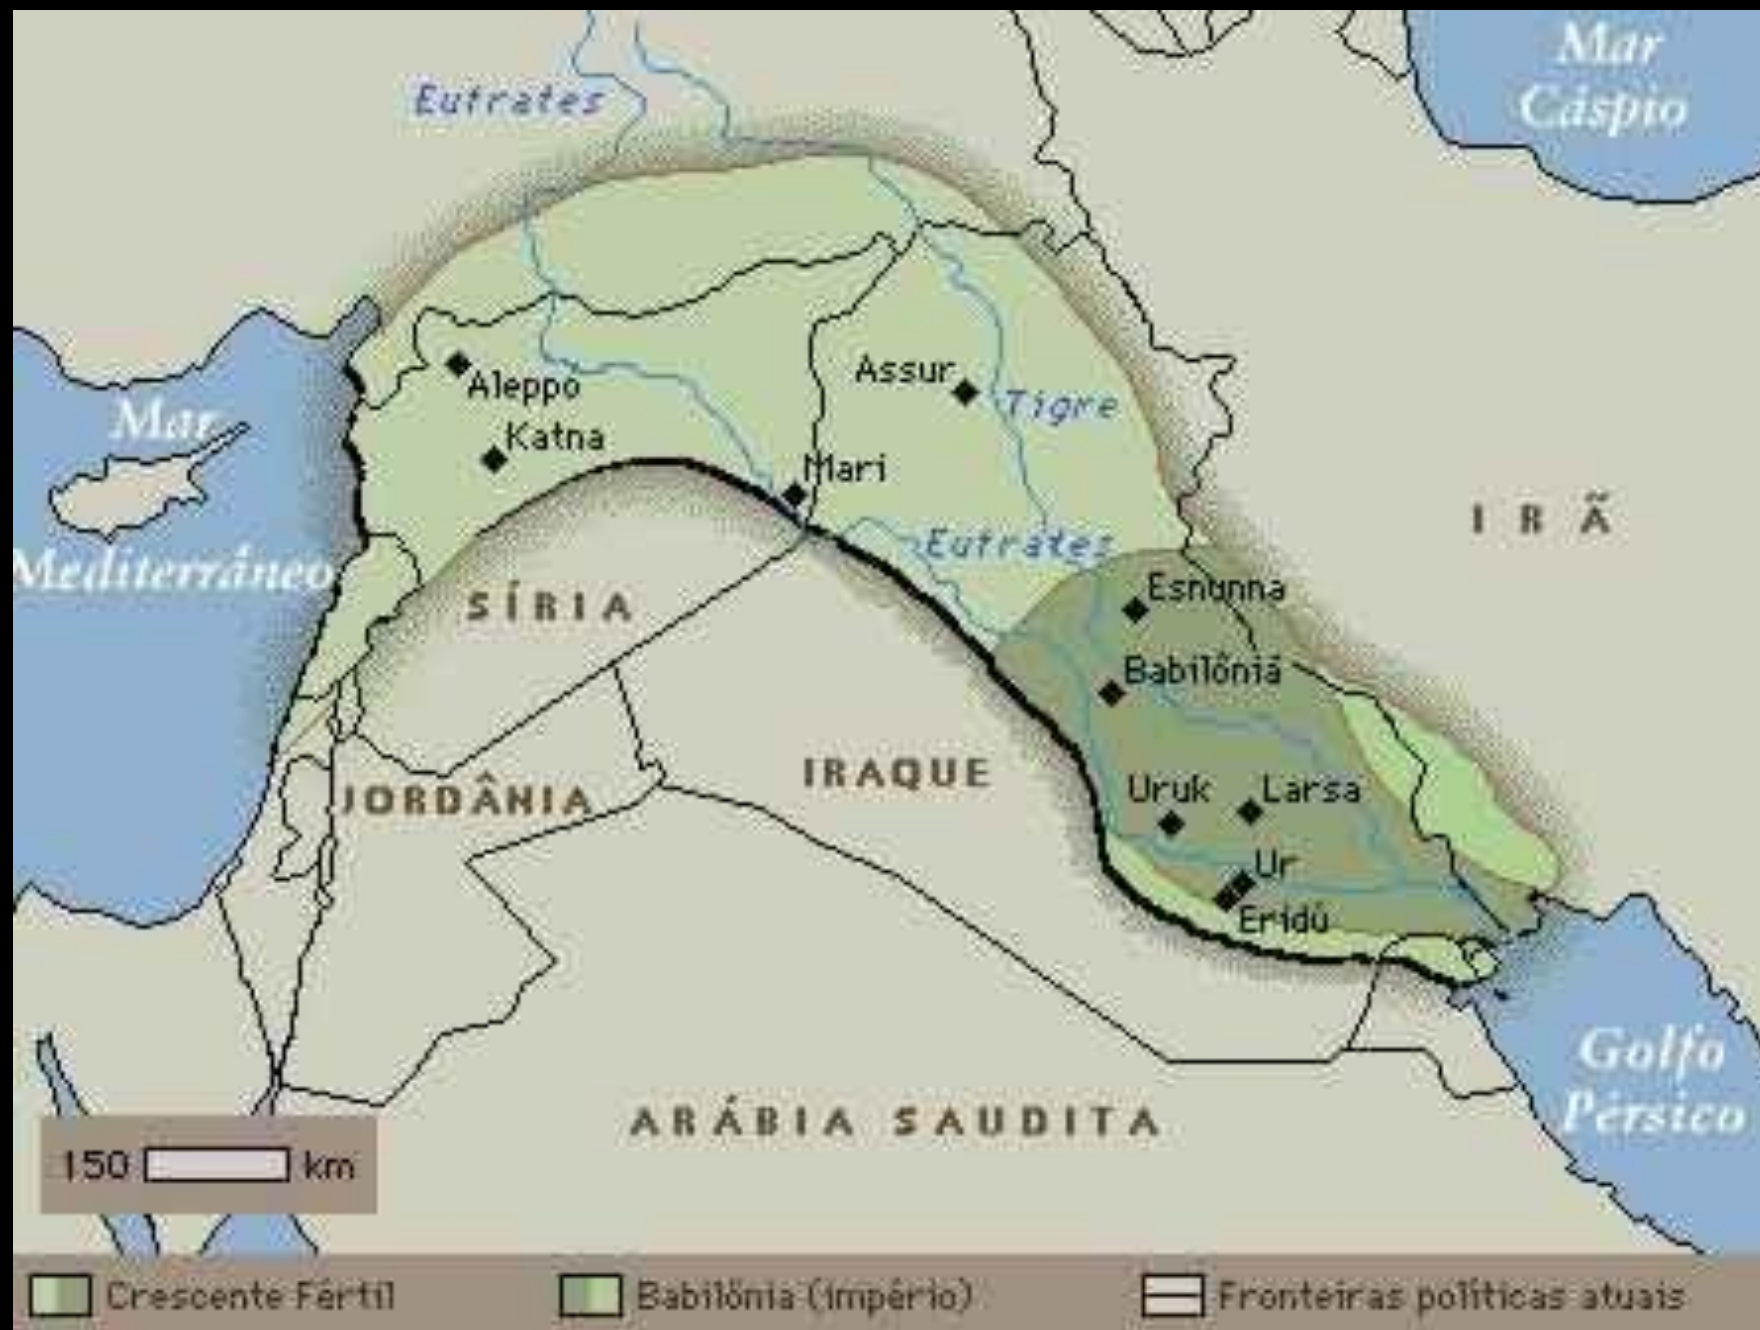 Mar
Cáspio
Eufrates
Assur
Aleppo
Tigre
Mar
Katna
Mari
I R Ã
Eufrates
Mediterrâneo
Esnunna
SÍRIA
Babilônia
IRAQUE
Uruk
Larsa
JORDÂNIA
Ur
Eridú
Golfo
Pérsico
ARÁBIA SAUDITA
150 km
Crescente Fértil
Babilônia (império)
Fronteiras políticas atuais